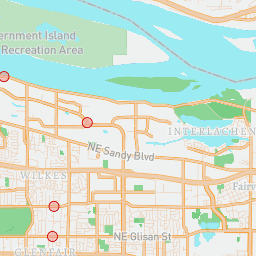 ernment Island
Recreation Area
INTERLACHEN
NE Sandy Blvd
WILKES
Fairv
NE Glisan St
GLENFAIR